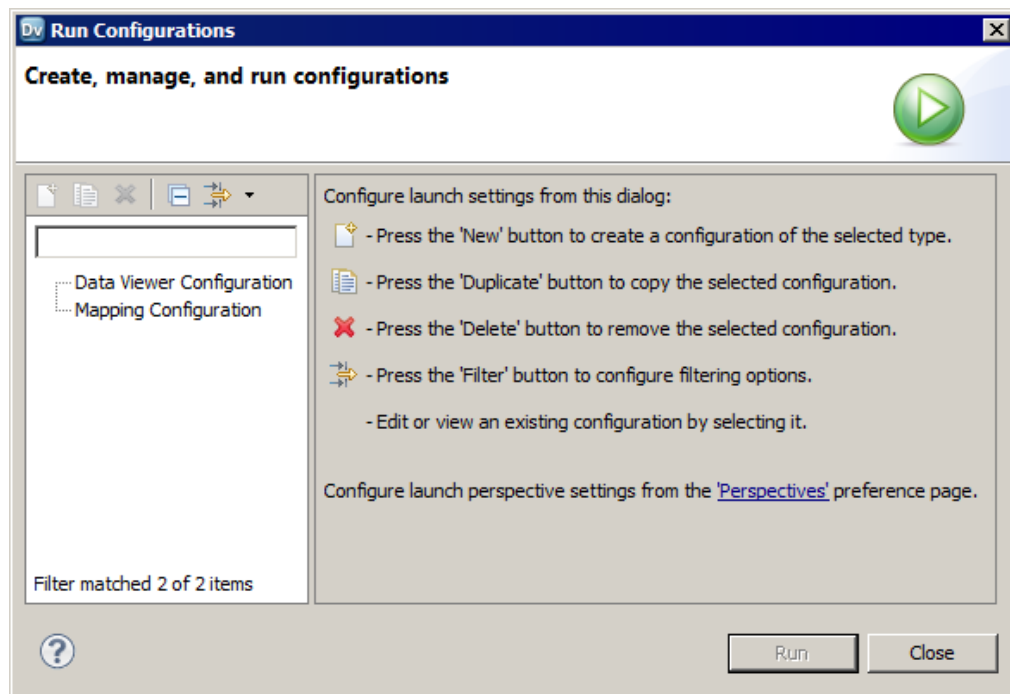 Dv Run Configurations
Create, manage, and run configurations
Configure launch settings from this dialog:
- Press the 'New' button to create a configuration of the selected type.
- Press the 'Duplicate' button to copy the selected configuration.
- Press the 'Delete' button to remove the selected configuration.
- Press the 'Filter' button to configure filtering options.
- Edit or view an existing configuration by selecting it.
Configure launch perspective settings from the 'Perspectives' preference page.
Data Viewer Configuration
Mapping Configuration
Filter matched 2 of 2 items
?
Run
Close